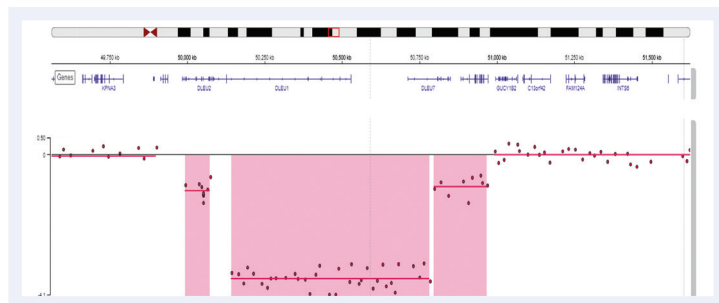 49,750 kb 50,000 kb 50,250 kb 50,500 kb 50,750 kb 51,000 kb 51,250 kb 51,500 kb
Genes
KPNA3 DLEU2 DLEU1 DLEU7 GUCY1B2 C13orf42 FAM124A INTS6
0.50
0